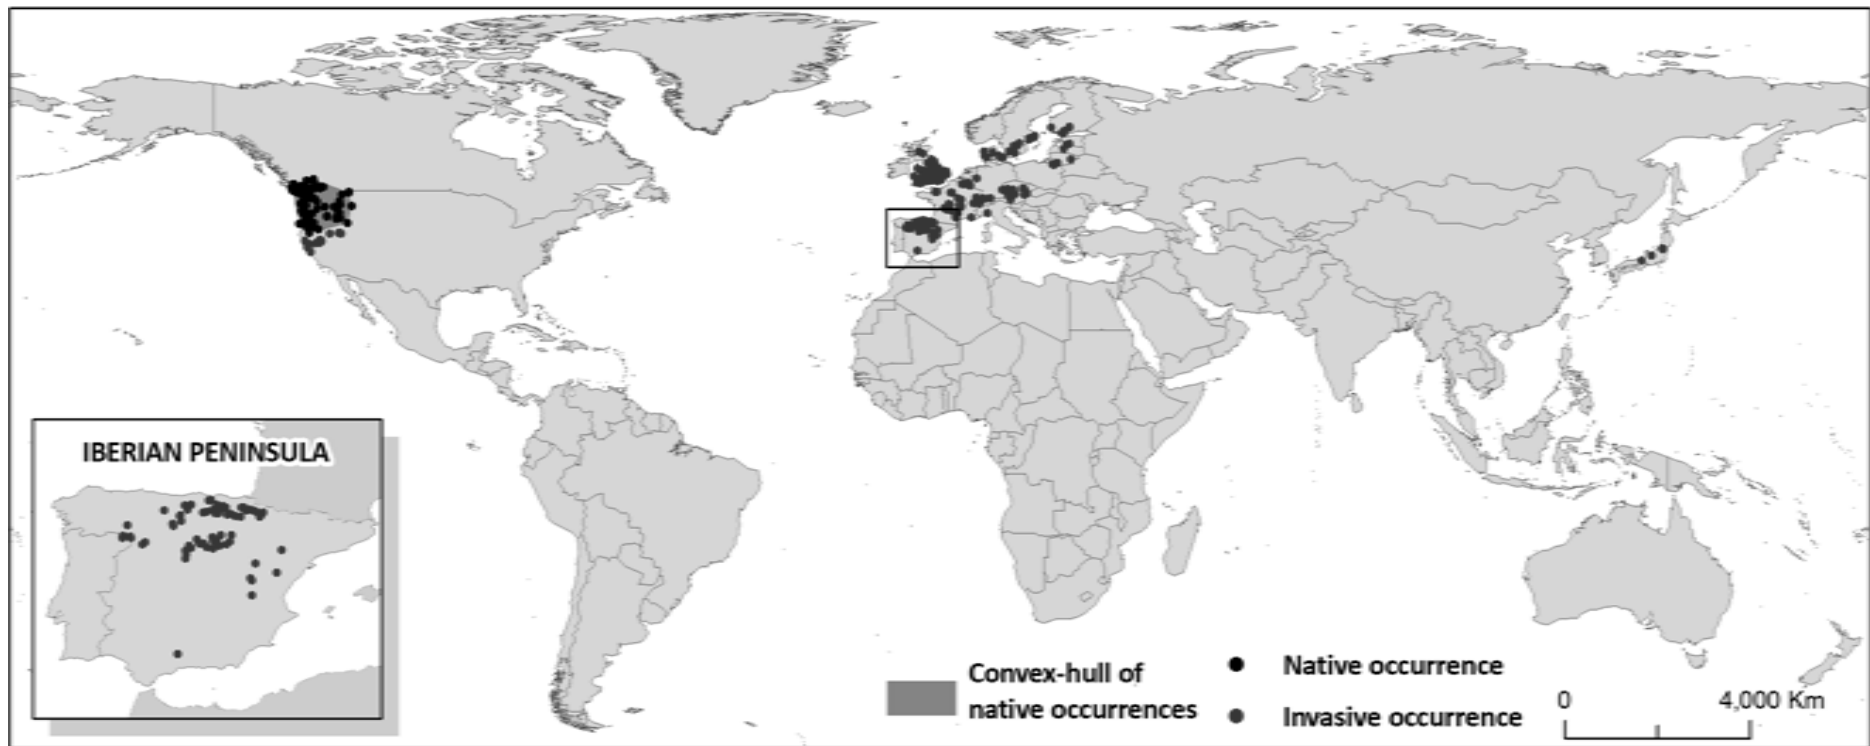 IBERIAN PENINSULA
Convex-hull of
native occurrences
Native occurrence
Invasive occurrence
0 4,000 Km